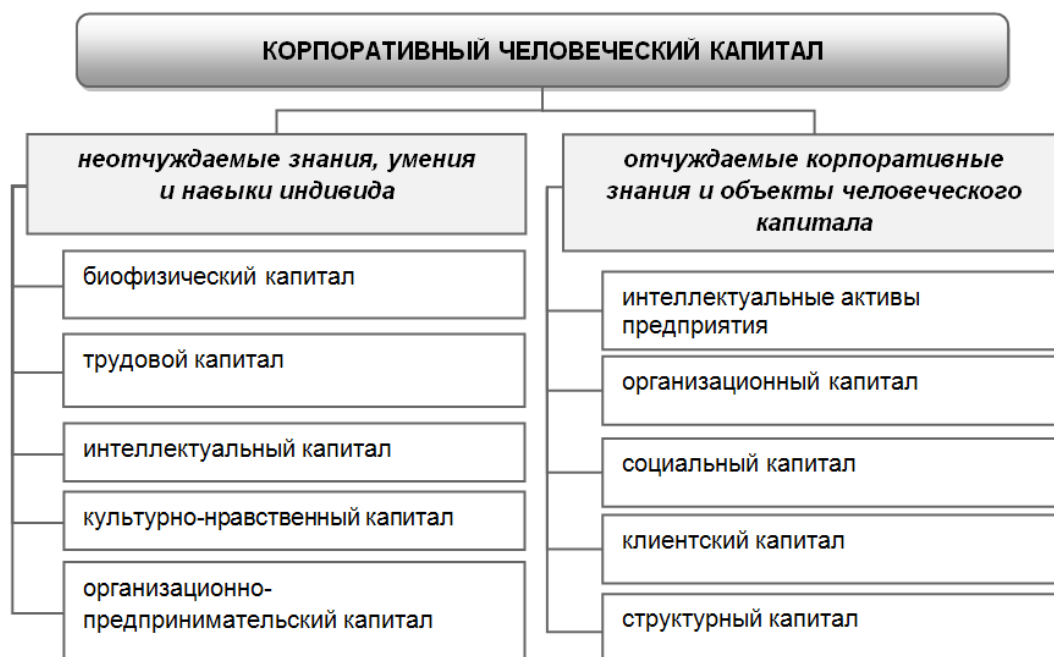 КОРПОРАТИВНЫЙ ЧЕЛОВЕЧЕСКИЙ КАПИТАЛ
неотчуждаемые знания, умения
и навыки индивида
биофизический капитал
трудовой капитал
интеллектуальный капитал
культурно-нравственный капитал
организационно-
предпринимательский капитал
отчуждаемые корпоративные
знания и объекты человеческого
капитала
интеллектуальные активы
предприятия
организационный капитал
социальный капитал
клиентский капитал
структурный капитал